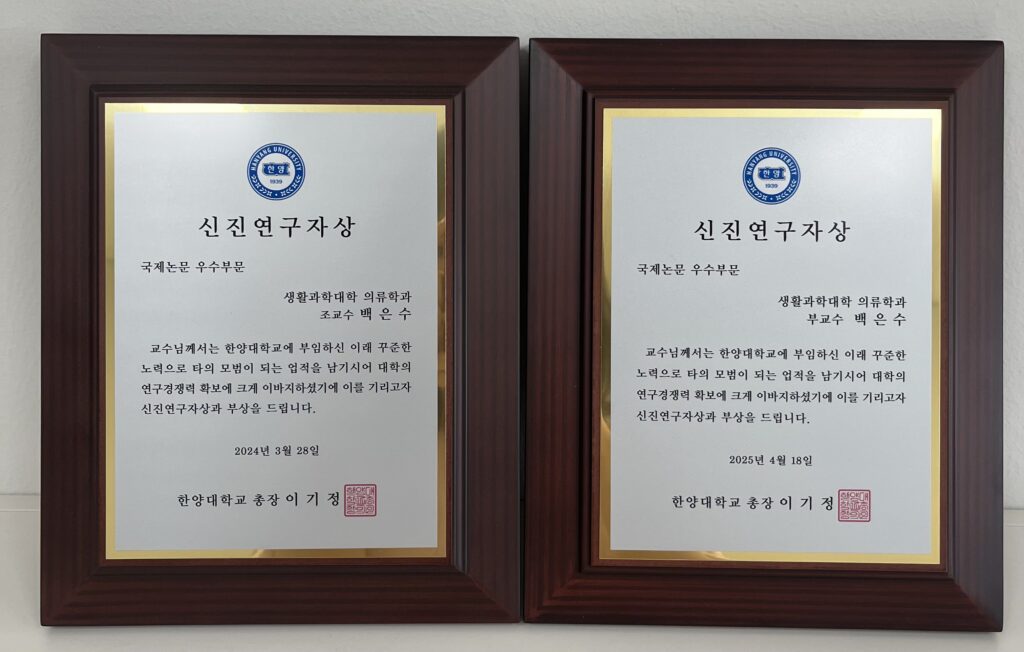 HANYANG UNIVERSITY
한양
1939
신진연구자상
국제논문 우수부문
생활과학대학 의류학과
조교수 백은수
교수님께서는 한양대학교에 부임하신 이래 꾸준한
노력으로 타의 모범이 되는 업적을 남기시어 대학의
연구경쟁력 확보에 크게 이바지하셨기에 이를 기리고자
신진연구자상과 부상을 드립니다.
2024년 3월 28일
한양대학교 총장 이기정
HANYANG UNIVERSITY
한양
1939
신진연구자상
국제논문 우수부문
생활과학대학 의류학과
부교수 백은수
교수님께서는 한양대학교에 부임하신 이래 꾸준한
노력으로 타의 모범이 되는 업적을 남기시어 대학의
연구경쟁력 확보에 크게 이바지하셨기에 이를 기리고자
신진연구자상과 부상을 드립니다.
2025년 4월 18일
한양대학교 총장 이기정